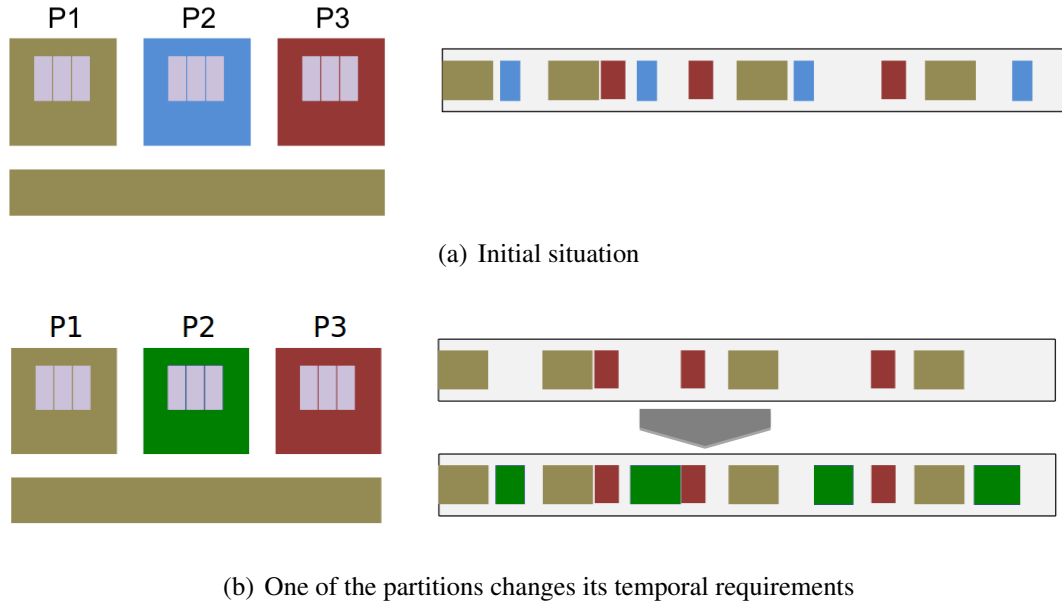 P1 P2 P3
(a) Initial situation
P1 P2 P3
(b) One of the partitions changes its temporal requirements